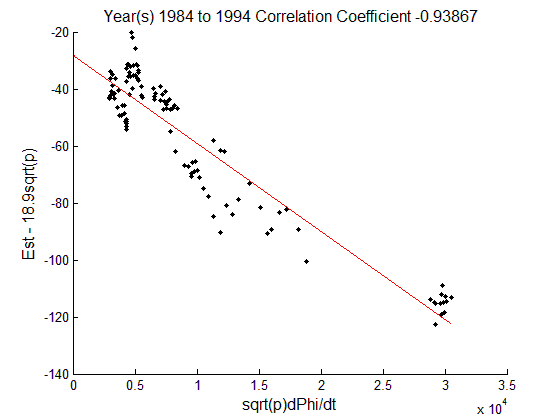 Year(s) 1984 to 1994 Correlation Coefficient -0.93867
-20
-40
-60
-80
-100
-120
-140
Est - 18.9sqrt(p)
0 0.5 1 1.5 2 2.5 3 3.5
sqrt(p)dPhi/dt
x 10^4